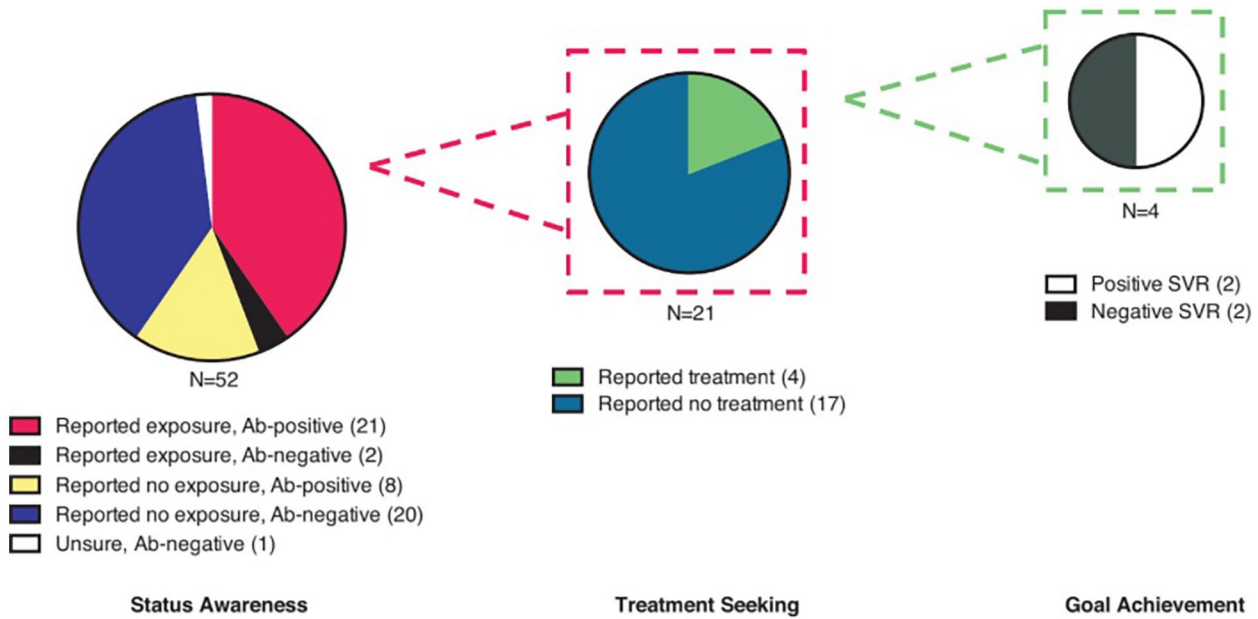 N=52
Reported exposure, Ab-positive (21)
Reported exposure, Ab-negative (2)
Reported no exposure, Ab-positive (8)
Reported no exposure, Ab-negative (20)
Unsure, Ab-negative (1)
Status Awareness
N=21
Reported treatment (4)
Reported no treatment (17)
Treatment Seeking
N=4
Positive SVR (2)
Negative SVR (2)
Goal Achievement